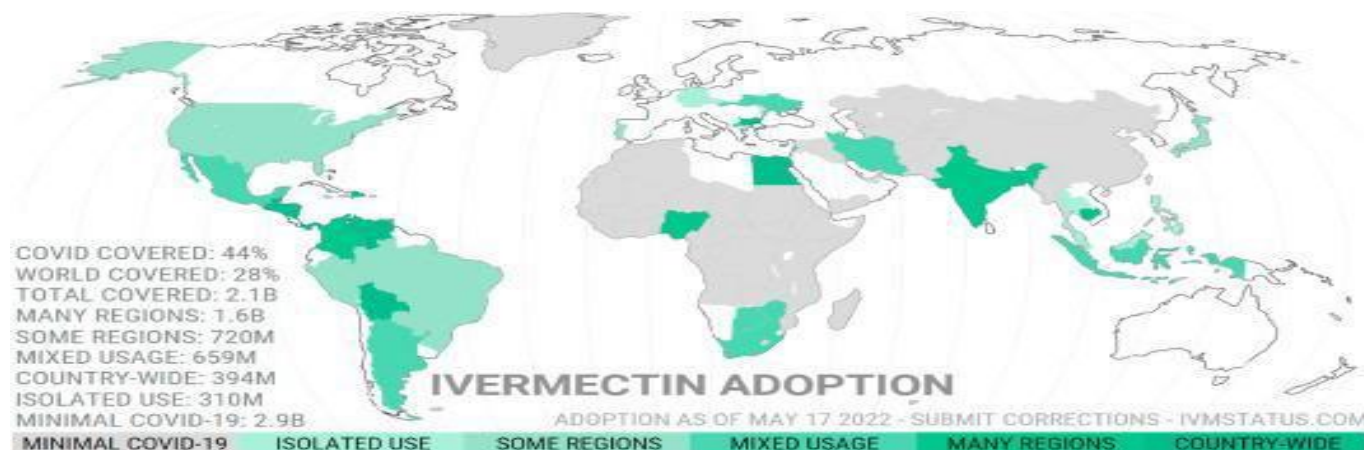 COVID COVERED: 44%
WORLD COVERED: 28%
TOTAL COVERED: 2.1B
MANY REGIONS: 1.6B
SOME REGIONS: 720M
MIXED USAGE: 659M
COUNTRY-WIDE: 394M
ISOLATED USE: 310M
MINIMAL COVID-19: 2.9B
IVERMECTIN ADOPTION
ADOPTION AS OF MAY 17 2022 - SUBMIT CORRECTIONS - IVMSTATUS.COM
MINIMAL COVID-19 ISOLATED USE SOME REGIONS MIXED USAGE MANY REGIONS COUNTRY-WIDE